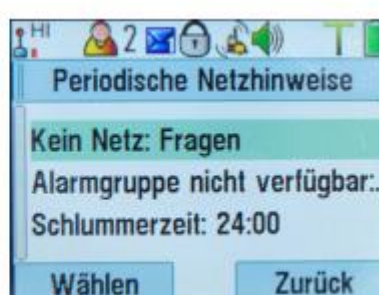 HI 2 T
Periodische Netzhinweise
Kein Netz: Fragen
Alarmgruppe nicht verfügbar:.
Schlummerzeit: 24:00
Wählen Zurück